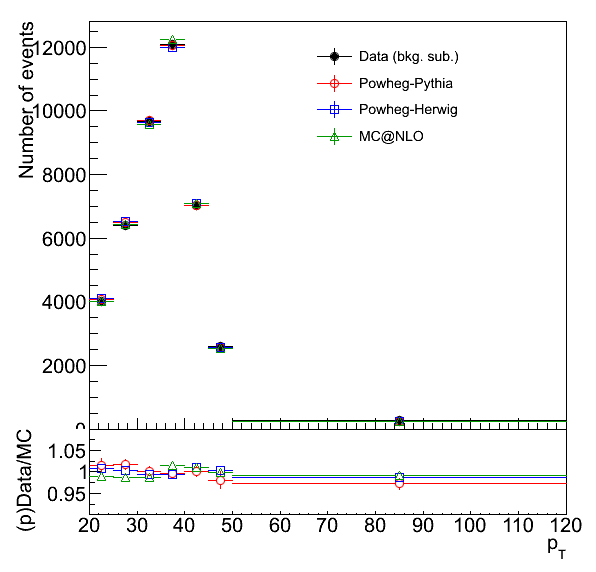 Number of events
12000
10000
8000
6000
4000
2000
0
Data (bkg. sub.)
Powheg-Pythia
Powheg-Herwig
MC@NLO
(p)Data/MC
1.05
1
0.95
20 30 40 50 60 70 80 90 100 110 120
pT